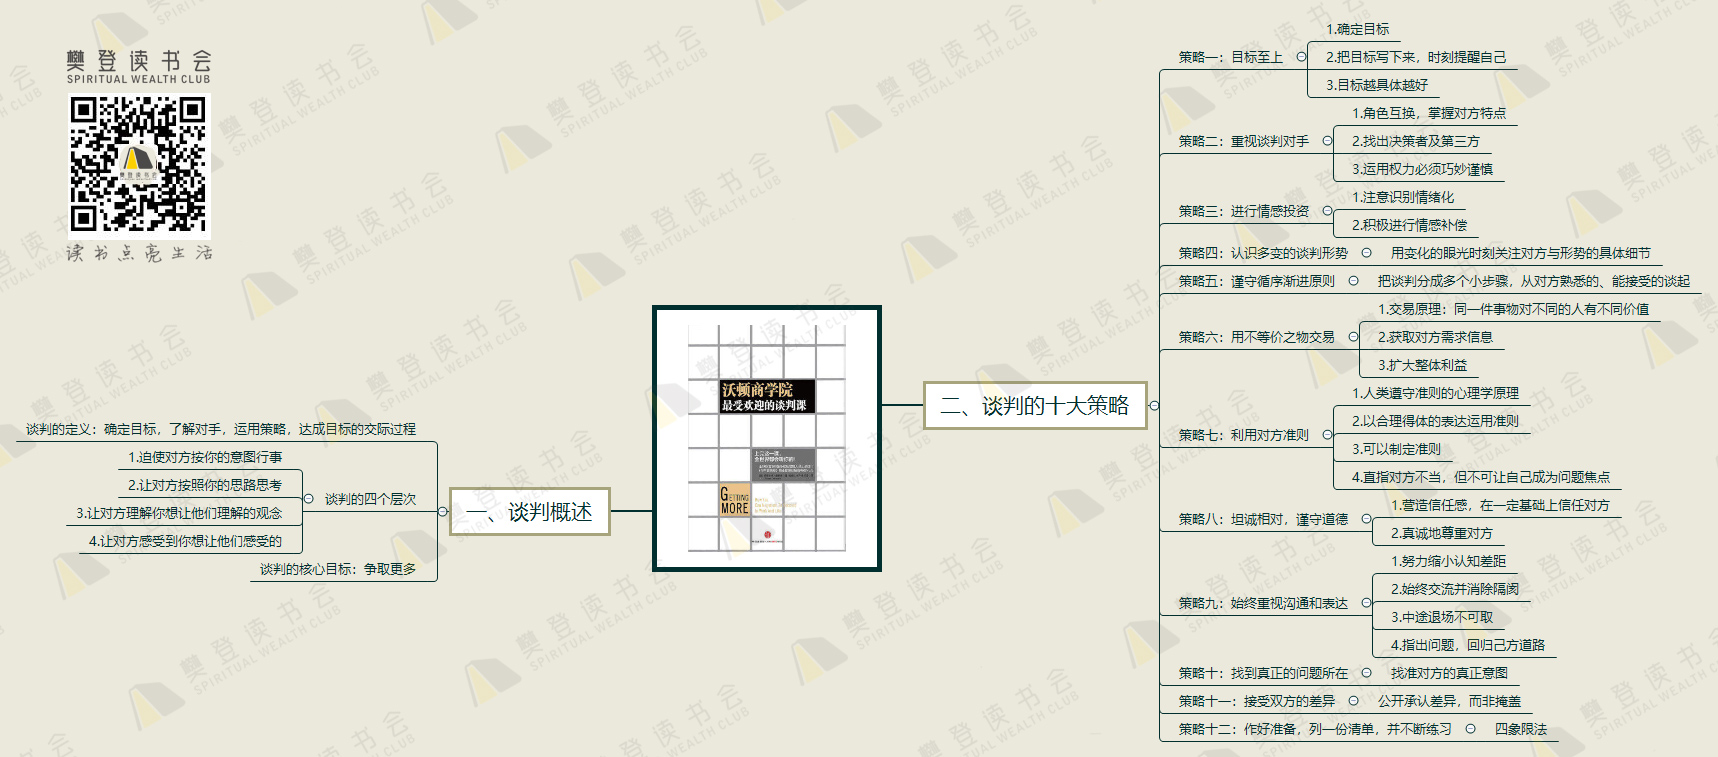 樊登读书会
SPIRITUAL WEALTH CLUB
读书点亮生活
沃顿商学院
最受欢迎的谈判课
GETTING
MORE
一、谈判概述
谈判的定义：确定目标，了解对手，运用策略，达成目标的交际过程
谈判的四个层次
1.迫使对方按你的意图行事
2.让对方按照你的思路思考
3.让对方理解你想让他们理解的观念
4.让对方感受到你想让他们感受的
谈判的核心目标：争取更多
二、谈判的十大策略
策略一：目标至上
1.确定目标
2.把目标写下来，时刻提醒自己
3.目标越具体越好
策略二：重视谈判对手
1.角色互换，掌握对方特点
2.找出决策者及第三方
3.运用权力必须巧妙谨慎
策略三：进行情感投资
1.注意识别情绪化
2.积极进行情感补偿
策略四：认识多变的谈判形势
用变化的眼光时刻关注对方与形势的具体细节
策略五：谨守循序渐进原则
把谈判分成多个小步骤，从对方熟悉的、能接受的谈起
策略六：用不等价之物交易
1.交易原理：同一件事物对不同的人有不同价值
2.获取对方需求信息
3.扩大整体利益
策略七：利用对方准则
1.人类遵守准则的心理学原理
2.以合理得体的表达运用准则
3.可以制定准则
4.直指对方不当，但不可让自己成为问题焦点
策略八：坦诚相对，谨守道德
1.营造信任感，在一定基础上信任对方
2.真诚地尊重对方
策略九：始终重视沟通和表达
1.努力缩小认知差距
2.始终交流并消除隔阂
3.中途退场不可取
4.指出问题，回归己方道路
策略十：找到真正的问题所在
找准对方的真正意图
策略十一：接受双方的差异
公开承认差异，而非掩盖
策略十二：作好准备，列一份清单，并不断练习
四象限法